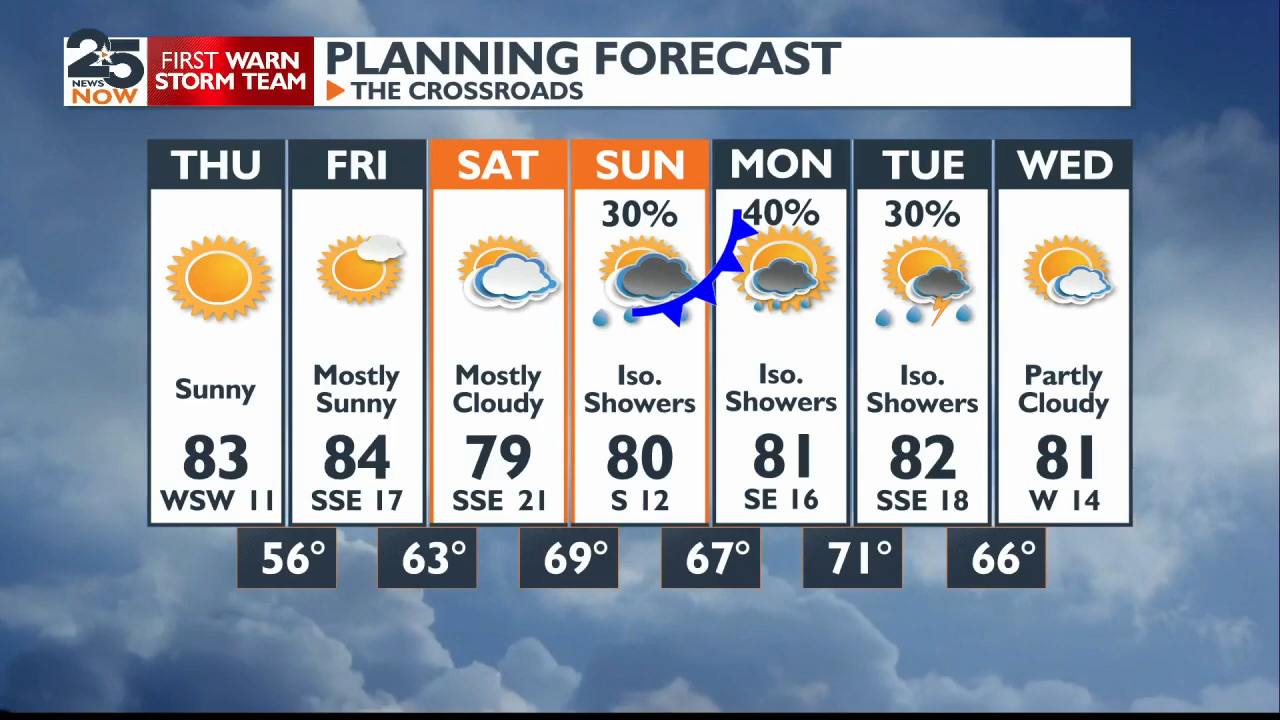 25
NEWS
NOW
FIRST WARN
STORM TEAM
PLANNING FORECAST
THE CROSSROADS
THU
Sunny
83
WSW 11
FRI
Mostly
Sunny
84
SSE 17
SAT
Mostly
Cloudy
79
SSE 21
SUN
30%
Iso.
Showers
80
S 12
MON
40%
Iso.
Showers
81
SE 16
TUE
30%
Iso.
Showers
82
SSE 18
WED
Partly
Cloudy
81
W 14
56°
63°
69°
67°
71°
66°